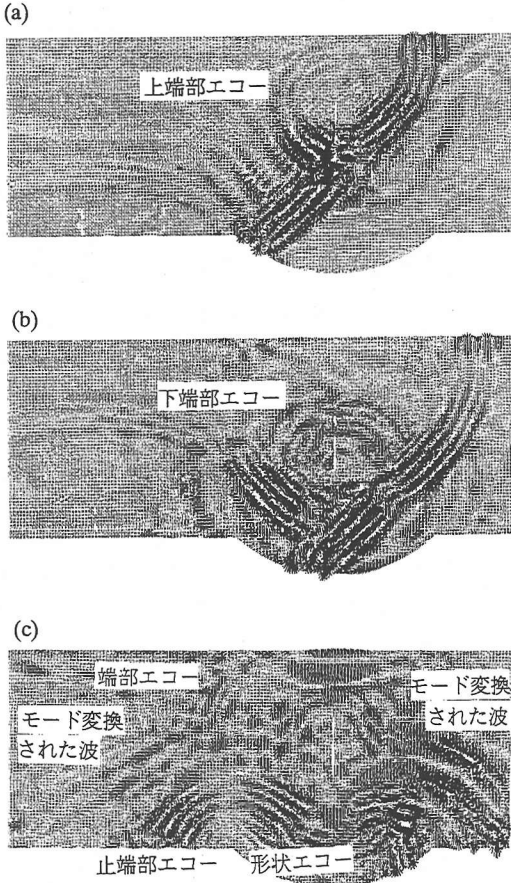 (a)
上端部エコー
(b)
下端部エコー
(c)
端部エコー
モード変換
された波
モード変換
された波
止端部エコー
形状エコー